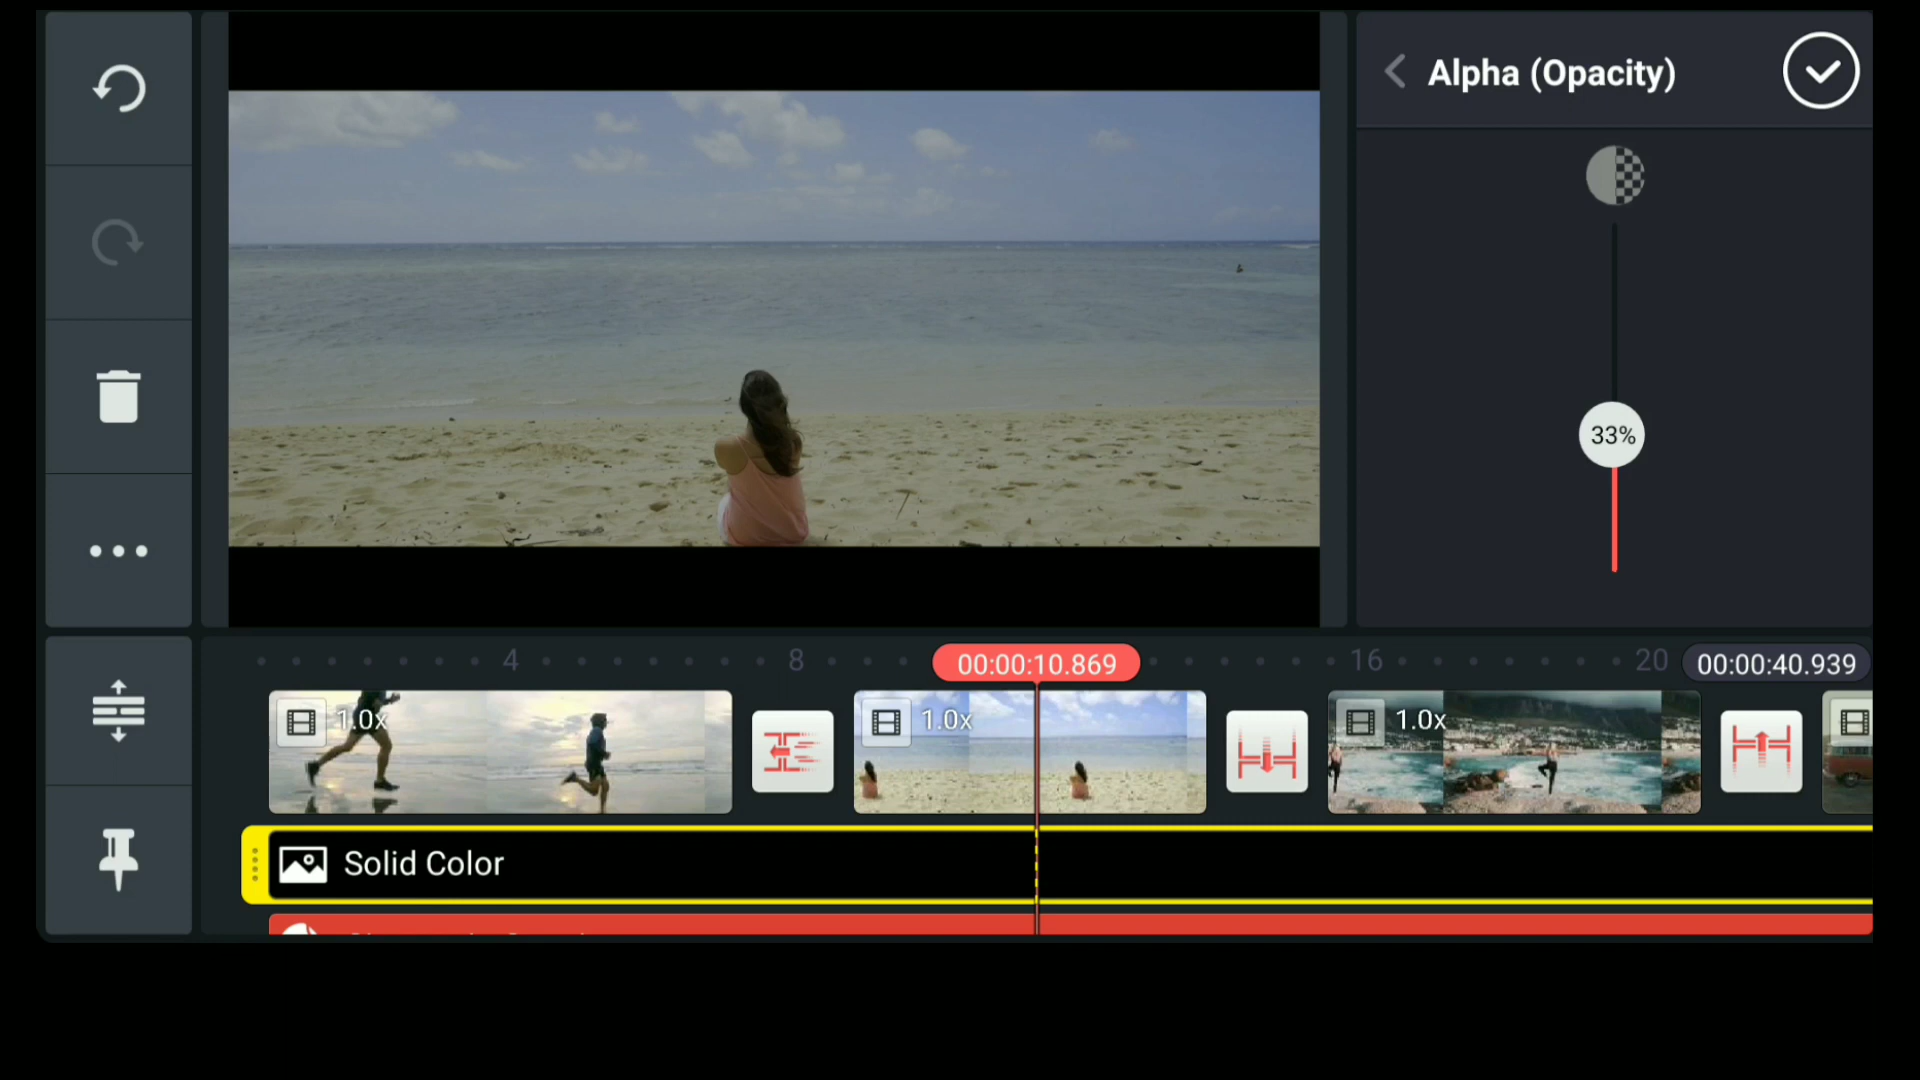 Alpha (Opacity)
33%
4
8
00:00:10.869
16
20
00:00:40.939
1.0x
1.0x
1.0x
Solid Color